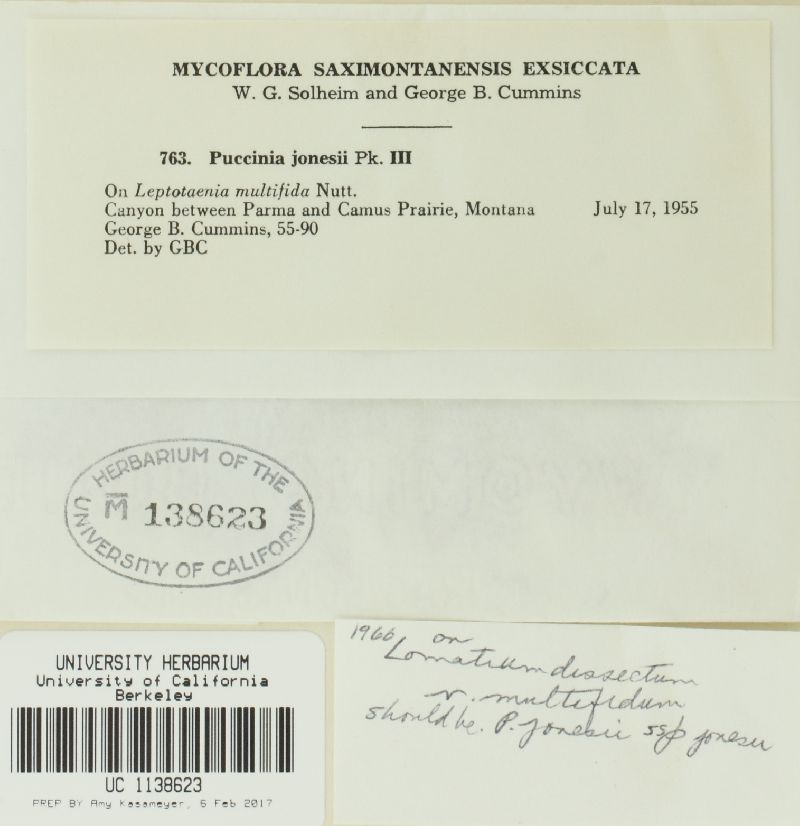 MYCOFLORA SAXIMONTANENSIS EXSICCATA
W. G. Solheim and George B. Cummins
763. Puccinia jonesii Pk. III
On Leptotaenia multifida Nutt.
Canyon between Parma and Camus Prairie, Montana July 17, 1955
George B. Cummins, 55-90
Det. by GBC
HERBARIUM OF THE
M 138623
UNIVERSITY OF CALIFORNIA
UNIVERSITY HERBARIUM
University of California
Berkeley
UC 1138623
PREP BY Amy Kasameyer, 6 Feb 2017
1966 on
Lomatium dissectum
v. multifidum
should be. P. jonesii ssp jonesii